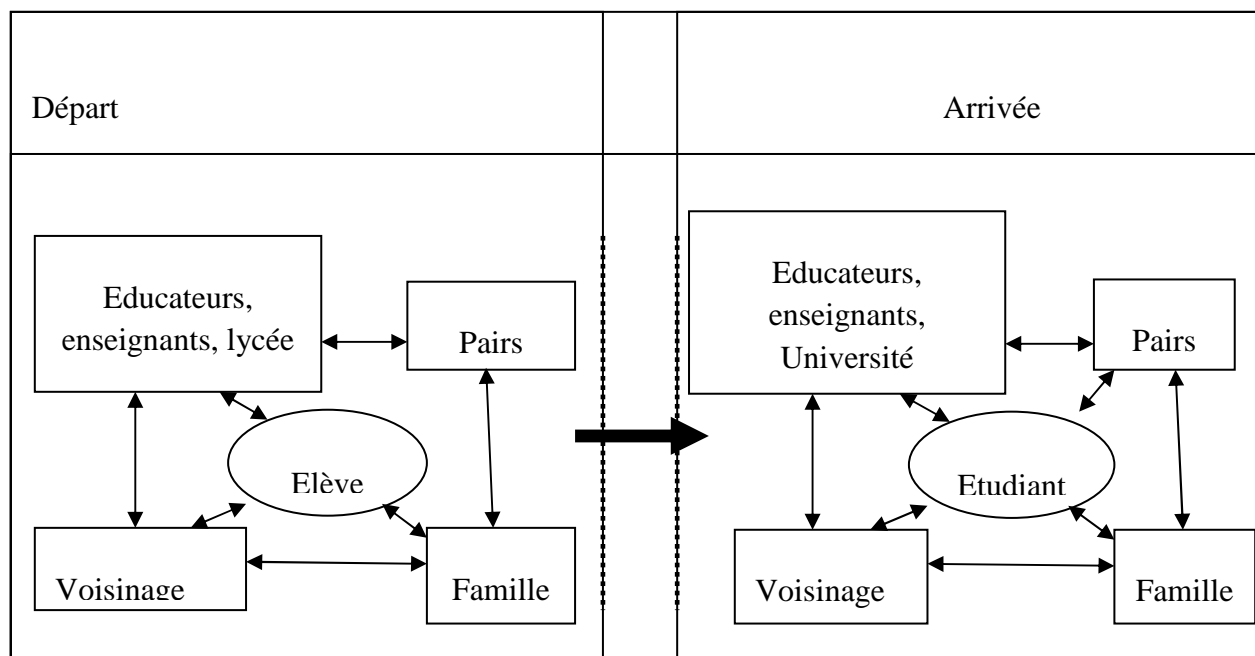 Départ
Arrivée
Educateurs,
enseignants, lycée
Pairs
Elève
Voisinage
Famille
Educateurs,
enseignants,
Université
Pairs
Etudiant
Voisinage
Famille